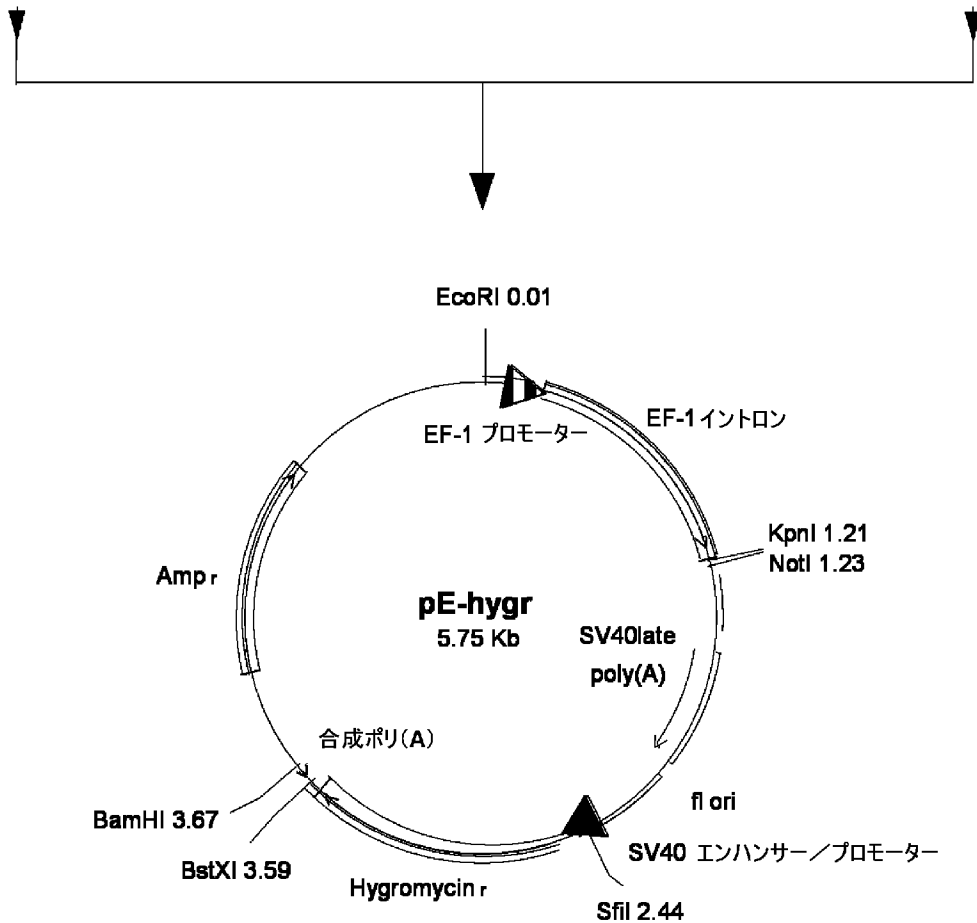 EcoRI 0.01
EF-1 プロモーター
EF-1 イントロン
KpnI 1.21
NotI 1.23
Amp r
pE-hygr
5.75 Kb
SV40late
poly(A)
合成ポリ(A)
BamHI 3.67
BstXI 3.59
Hygromycin r
fl ori
SV40 エンハンサー/プロモーター
SfiI 2.44